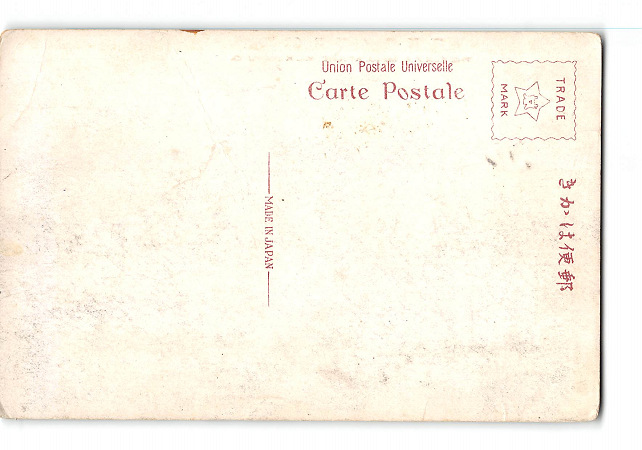 Union Postale Universelle
Carte Postale
TRADE
MARK
MADE IN JAPAN
きかは便郵